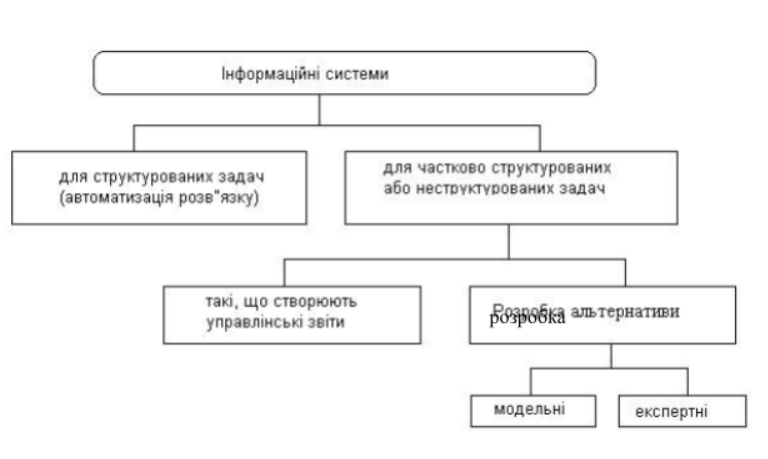 Інформаційні системи
для структурованих задач
(автоматизація розв"язку)
для частково структурованих
або неструктурованих задач
такі, що створюють
управлінські звіти
Розробка альтернативи
розробка
модельні
експертні